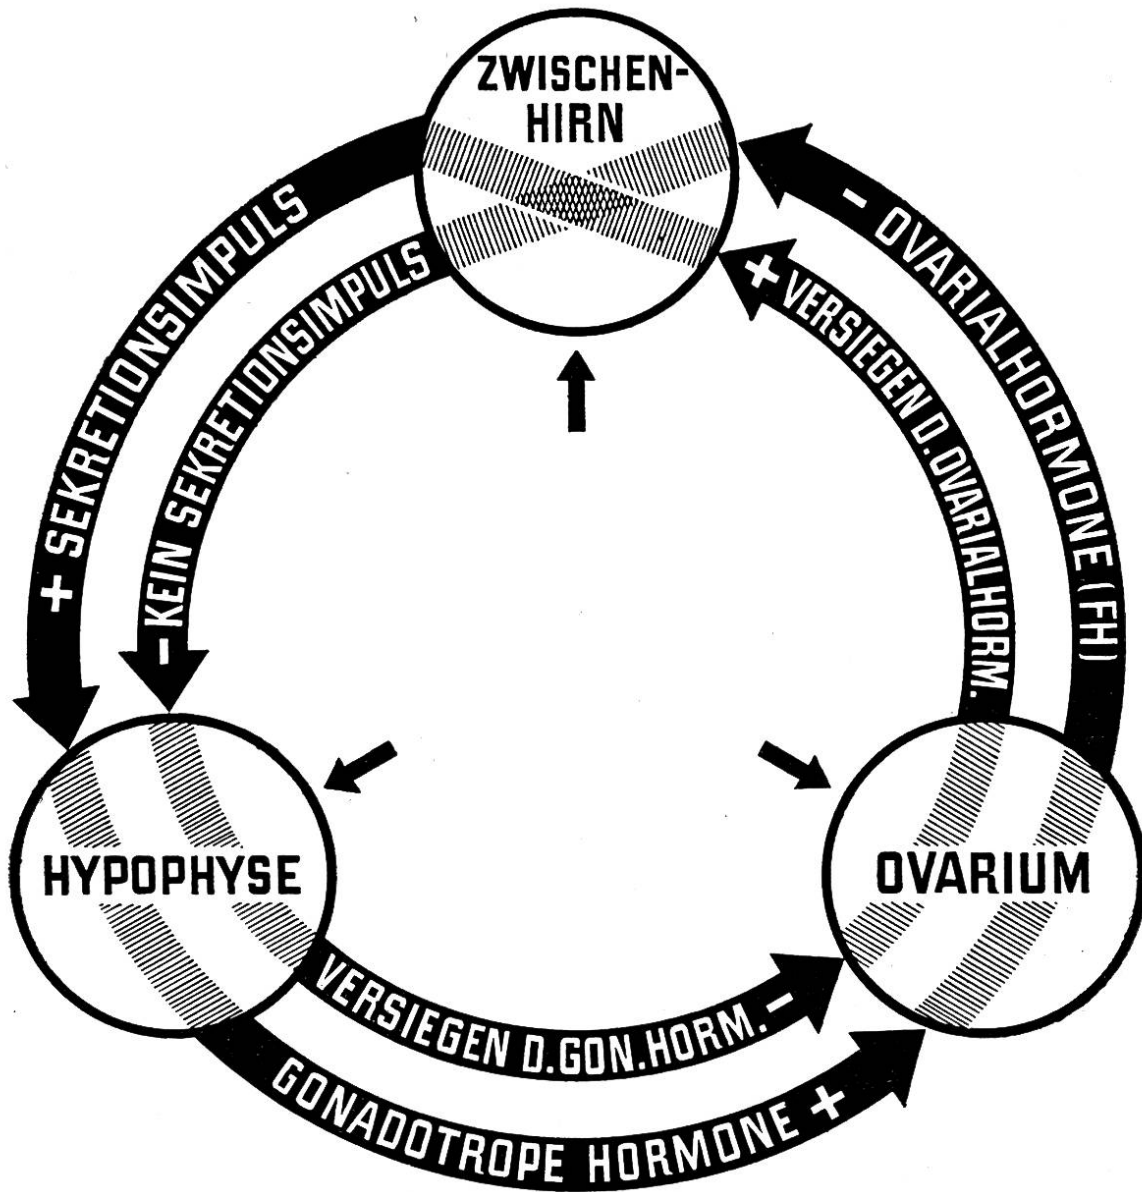 ZWISCHEN-
HIRN
+ SEKRETIONSIMPULS
- KEIN SEKRETIONSIMPULS
- OVARIALHORMONE (FH)
+ VERSIEGEN D. OVARIALHORM.
HYPOPHYSE
OVARIUM
VERSIEGEN D.GON.HORM. -
GONADOTROPE HORMONE +